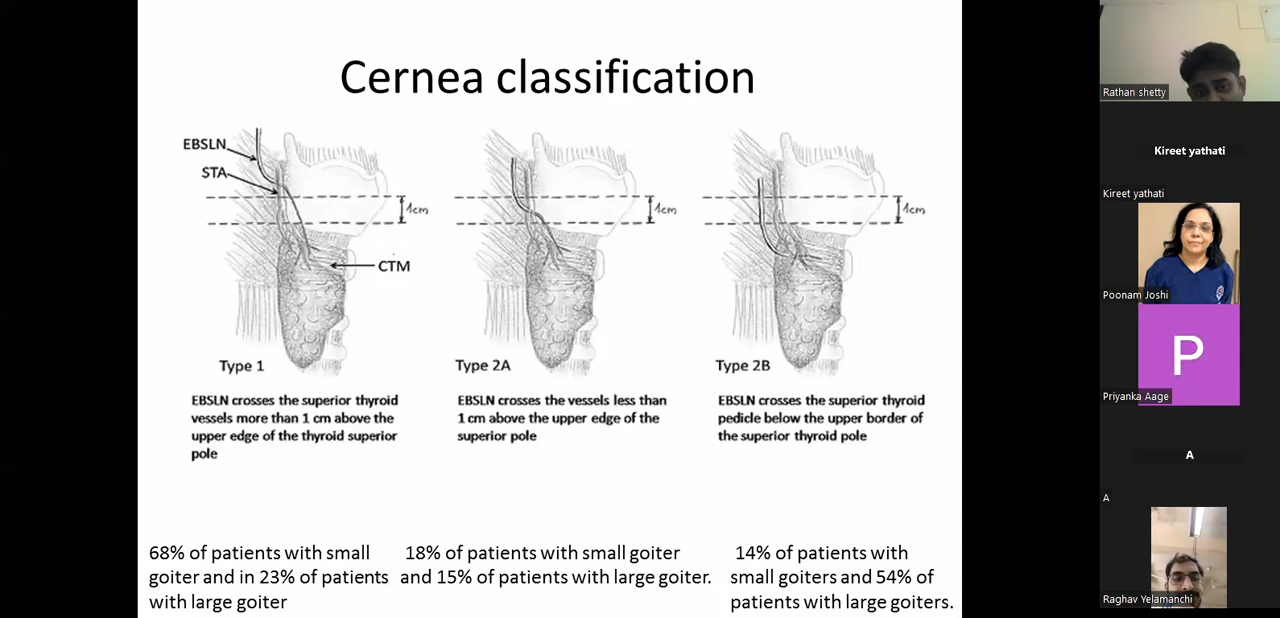 Cernea classification
EBSLN
STA
1cm
CTM
Type 1
1cm
Type 2A
1cm
Type 2B
EBSLN crosses the superior thyroid
vessels more than 1 cm above the
upper edge of the thyroid superior
pole
EBSLN crosses the vessels less than
1 cm above the upper edge of the
superior pole
EBSLN crosses the superior thyroid
pedicle below the upper border of
the superior thyroid pole
68% of patients with small
goiter and in 23% of patients
with large goiter
18% of patients with small goiter
and 15% of patients with large goiter.
14% of patients with
small goiters and 54% of
patients with large goiters.
Rathan shetty
Kireet yathati
Kireet yathati
Poonam Joshi
P
Priyanka Aage
A
A
Raghav Yelamanchi